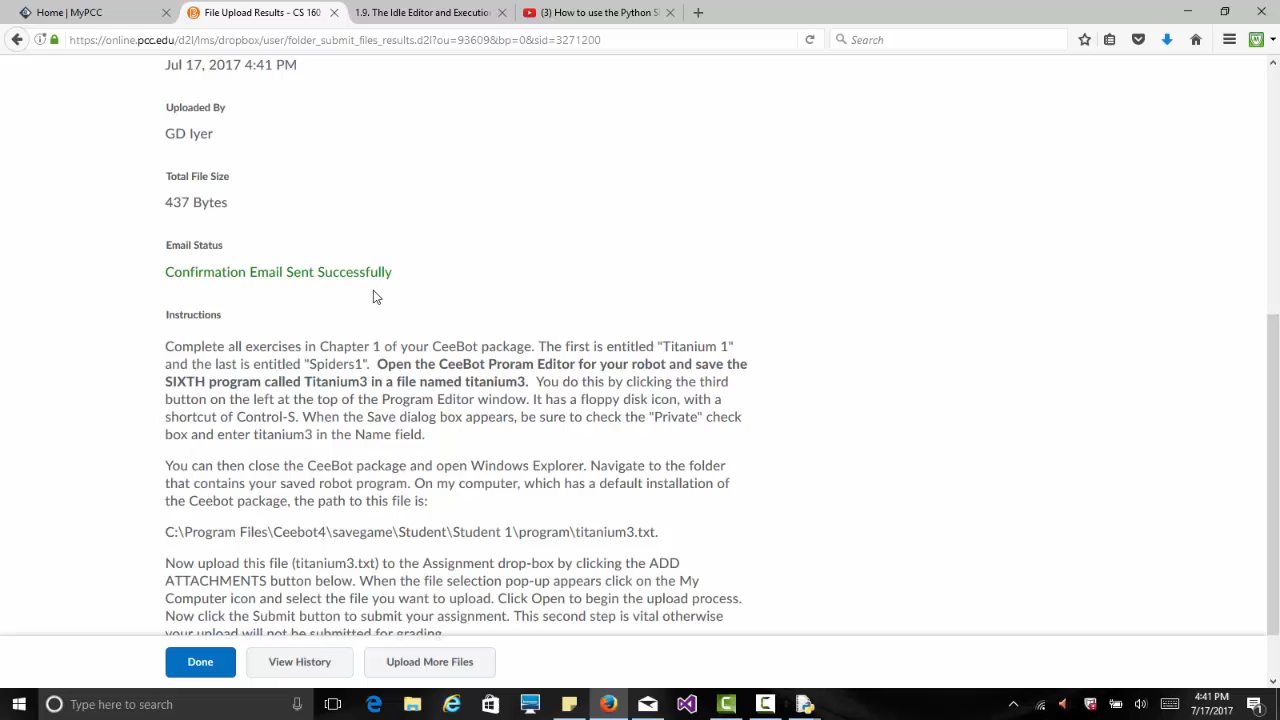 Home | MyPCC
File Upload Results - CS 160
1.9. The Idle Editor and Execution
(3) How to use the Python S
https://online.pcc.edu/d2l/lms/dropbox/user/folder_submit_files_results.d2l?ou=93609&bp=0&sid=3271200
Search
Jul 17, 2017 4:41 PM
Uploaded By
GD Iyer
Total File Size
437 Bytes
Email Status
Confirmation Email Sent Successfully
Instructions
Complete all exercises in Chapter 1 of your CeeBot package. The first is entitled "Titanium 1"
and the last is entitled "Spiders1". Open the CeeBot Proram Editor for your robot and save the
SIXTH program called Titanium3 in a file named titanium3. You do this by clicking the third
button on the left at the top of the Program Editor window. It has a floppy disk icon, with a
shortcut of Control-S. When the Save dialog box appears, be sure to check the "Private" check
box and enter titanium3 in the Name field.
You can then close the CeeBot package and open Windows Explorer. Navigate to the folder
that contains your saved robot program. On my computer, which has a default installation of
the Ceebot package, the path to this file is:
C:\Program Files\Ceebot4\savegame\Student\Student 1\program\titanium3.txt.
Now upload this file (titanium3.txt) to the Assignment drop-box by clicking the ADD
ATTACHMENTS button below. When the file selection pop-up appears click on the My
Computer icon and select the file you want to upload. Click Open to begin the upload process.
Now click the Submit button to submit your assignment. This second step is vital otherwise
your upload will not be submitted for grading.
Done
View History
Upload More Files
Type here to search
4:41 PM
7/17/2017